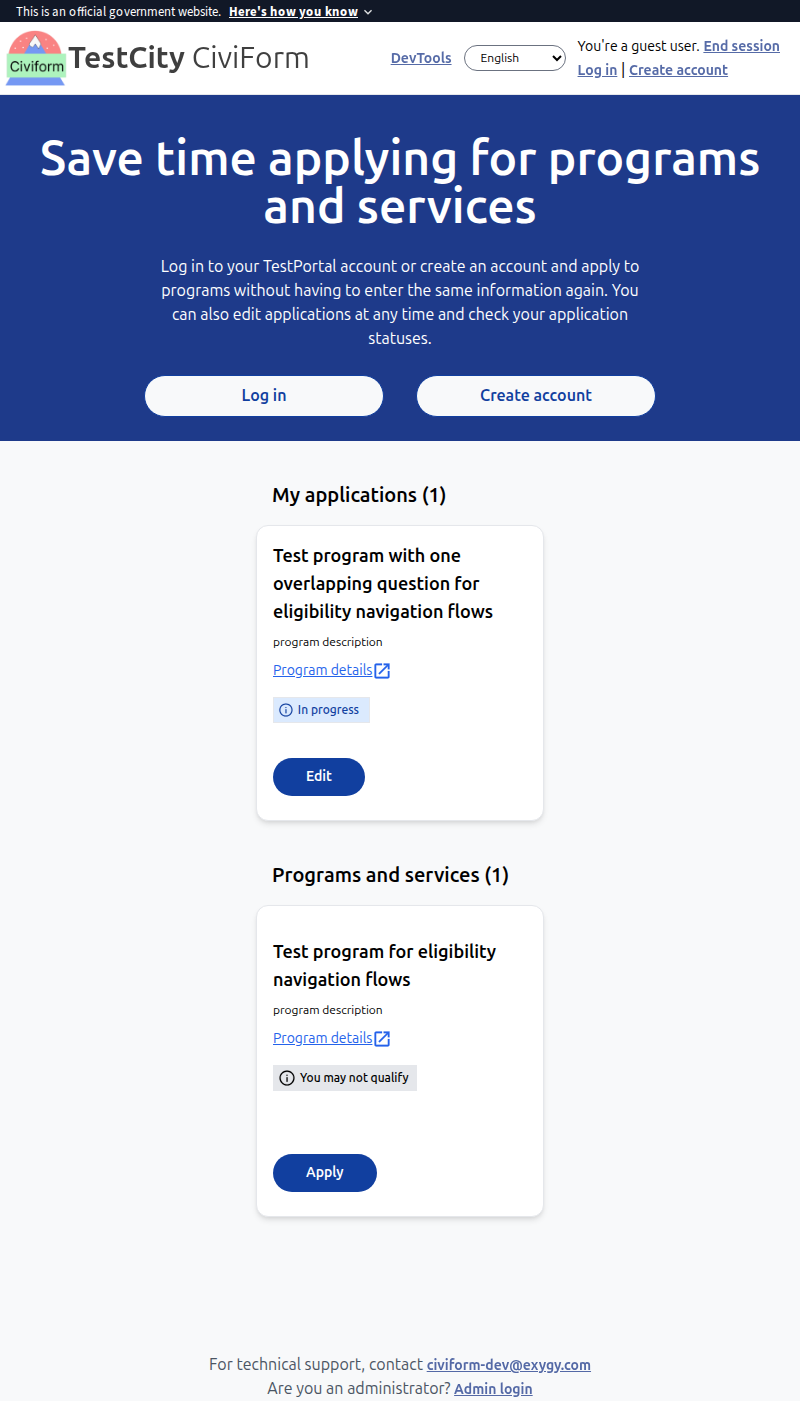 This is an official government website. Here's how you know
Civiform
TestCity CiviForm
DevTools
English
You're a guest user. End session
Log in | Create account
Save time applying for programs
and services
Log in to your TestPortal account or create an account and apply to
programs without having to enter the same information again. You
can also edit applications at any time and check your application
statuses.
Log in
Create account
My applications (1)
Test program with one
overlapping question for
eligibility navigation flows
program description
Program details
In progress
Edit
Programs and services (1)
Test program for eligibility
navigation flows
program description
Program details
You may not qualify
Apply
For technical support, contact civiform-dev@exygy.com
Are you an administrator? Admin login